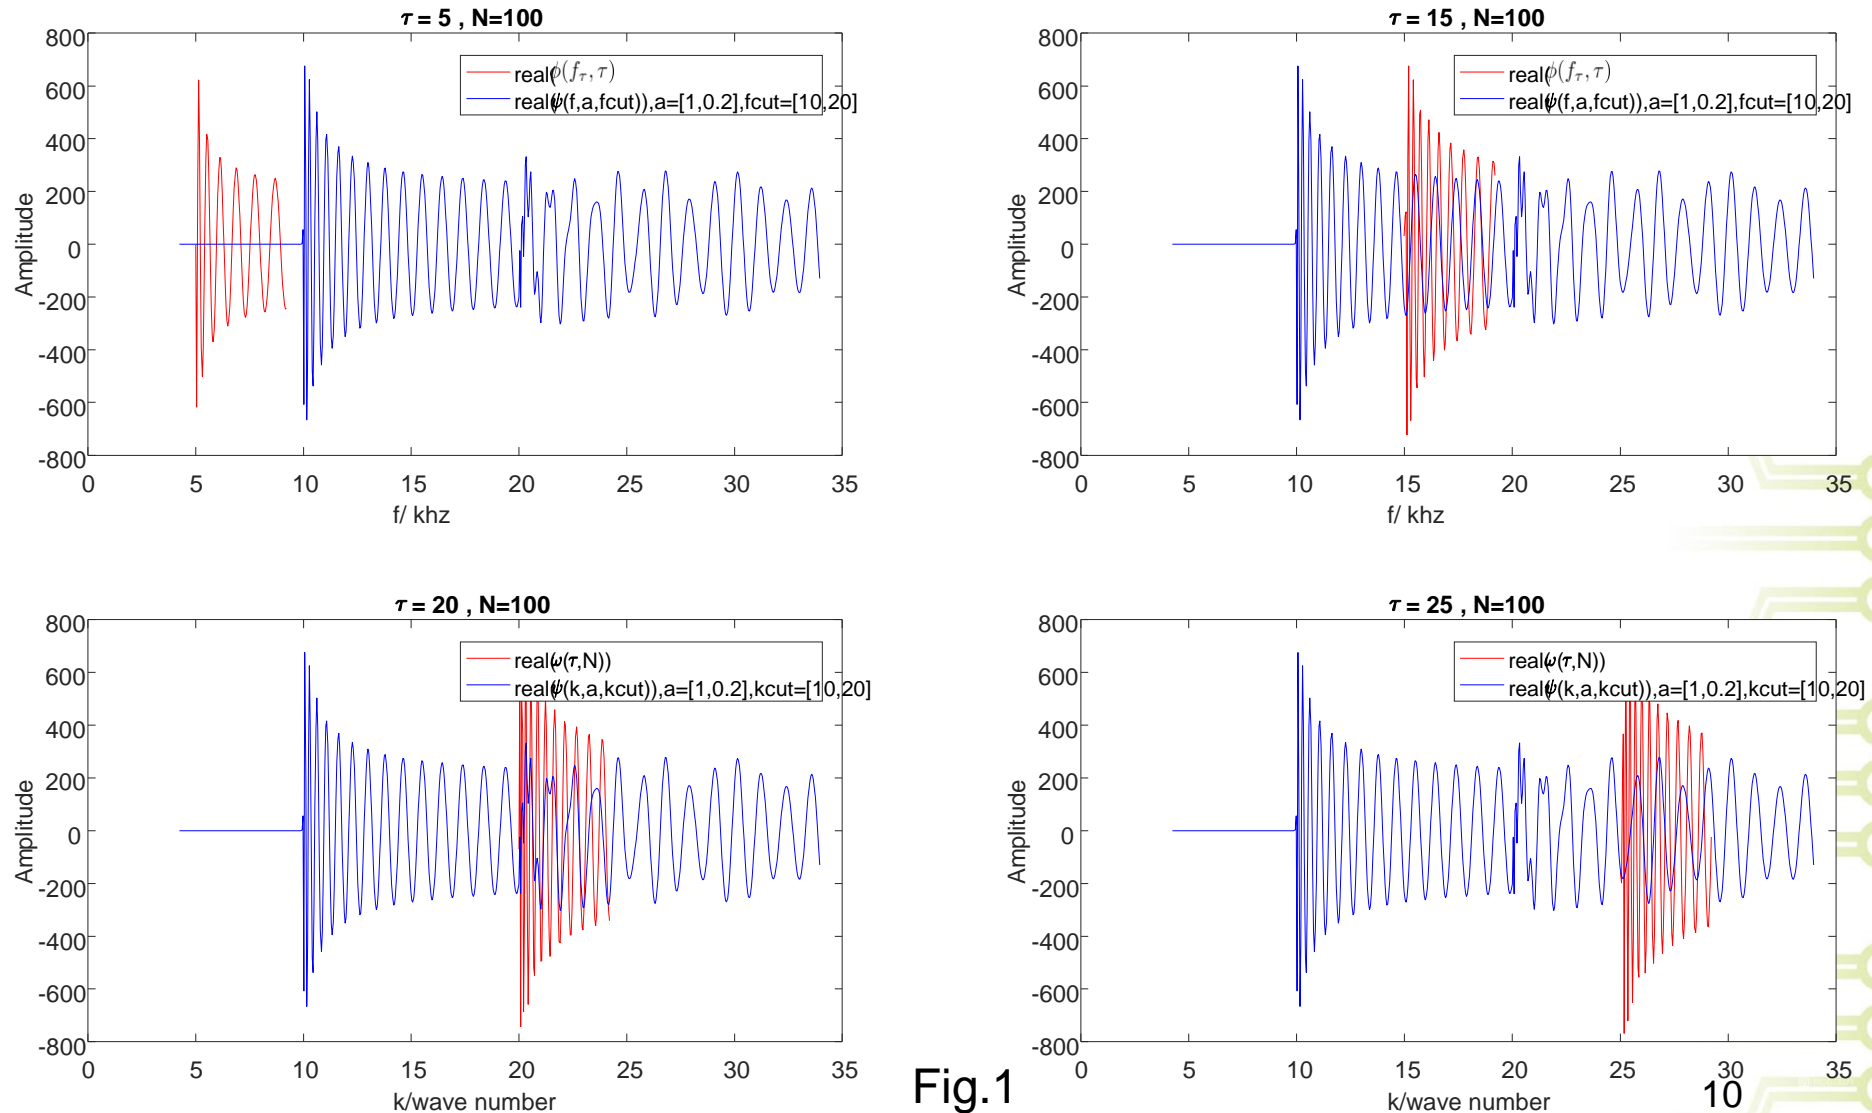 τ = 5 , N=100
800
600
400
200
0
-200
-400
-600
-800
Amplitude
real(ϕ(f_τ, τ)
real(ψ(f,a,fcut)),a=[1,0.2],fcut=[10,20]
0 5 10 15 20 25 30 35
f/ khz
τ = 15 , N=100
800
600
400
200
0
-200
-400
-600
-800
Amplitude
real(ϕ(f_τ, τ)
real(ψ(f,a,fcut)),a=[1,0.2],fcut=[10,20]
0 5 10 15 20 25 30 35
f/ khz
τ = 20 , N=100
800
600
400
200
0
-200
-400
-600
-800
Amplitude
real(ω(τ,N))
real(ψ(k,a,kcut)),a=[1,0.2],kcut=[10,20]
0 5 10 15 20 25 30 35
k/wave number
τ = 25 , N=100
800
600
400
200
0
-200
-400
-600
-800
Amplitude
real(ω(τ,N))
real(ψ(k,a,kcut)),a=[1,0.2],kcut=[10,20]
0 5 10 15 20 25 30 35
k/wave number
Fig.1
10